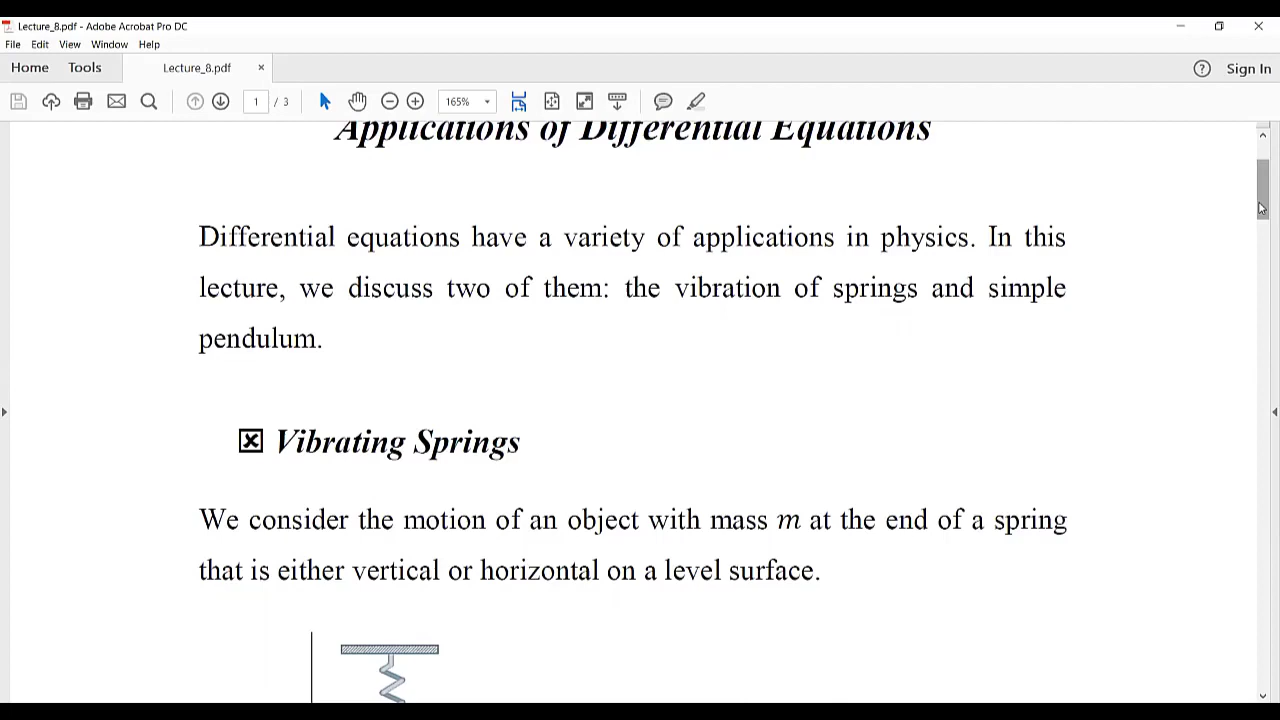 Lecture_8.pdf - Adobe Acrobat Pro DC
File Edit View Window Help
Home Tools Lecture_8.pdf × Sign In
1 / 3 165%
Applications of Differential Equations
Differential equations have a variety of applications in physics. In this
lecture, we discuss two of them: the vibration of springs and simple
pendulum.
Vibrating Springs
We consider the motion of an object with mass m at the end of a spring
that is either vertical or horizontal on a level surface.